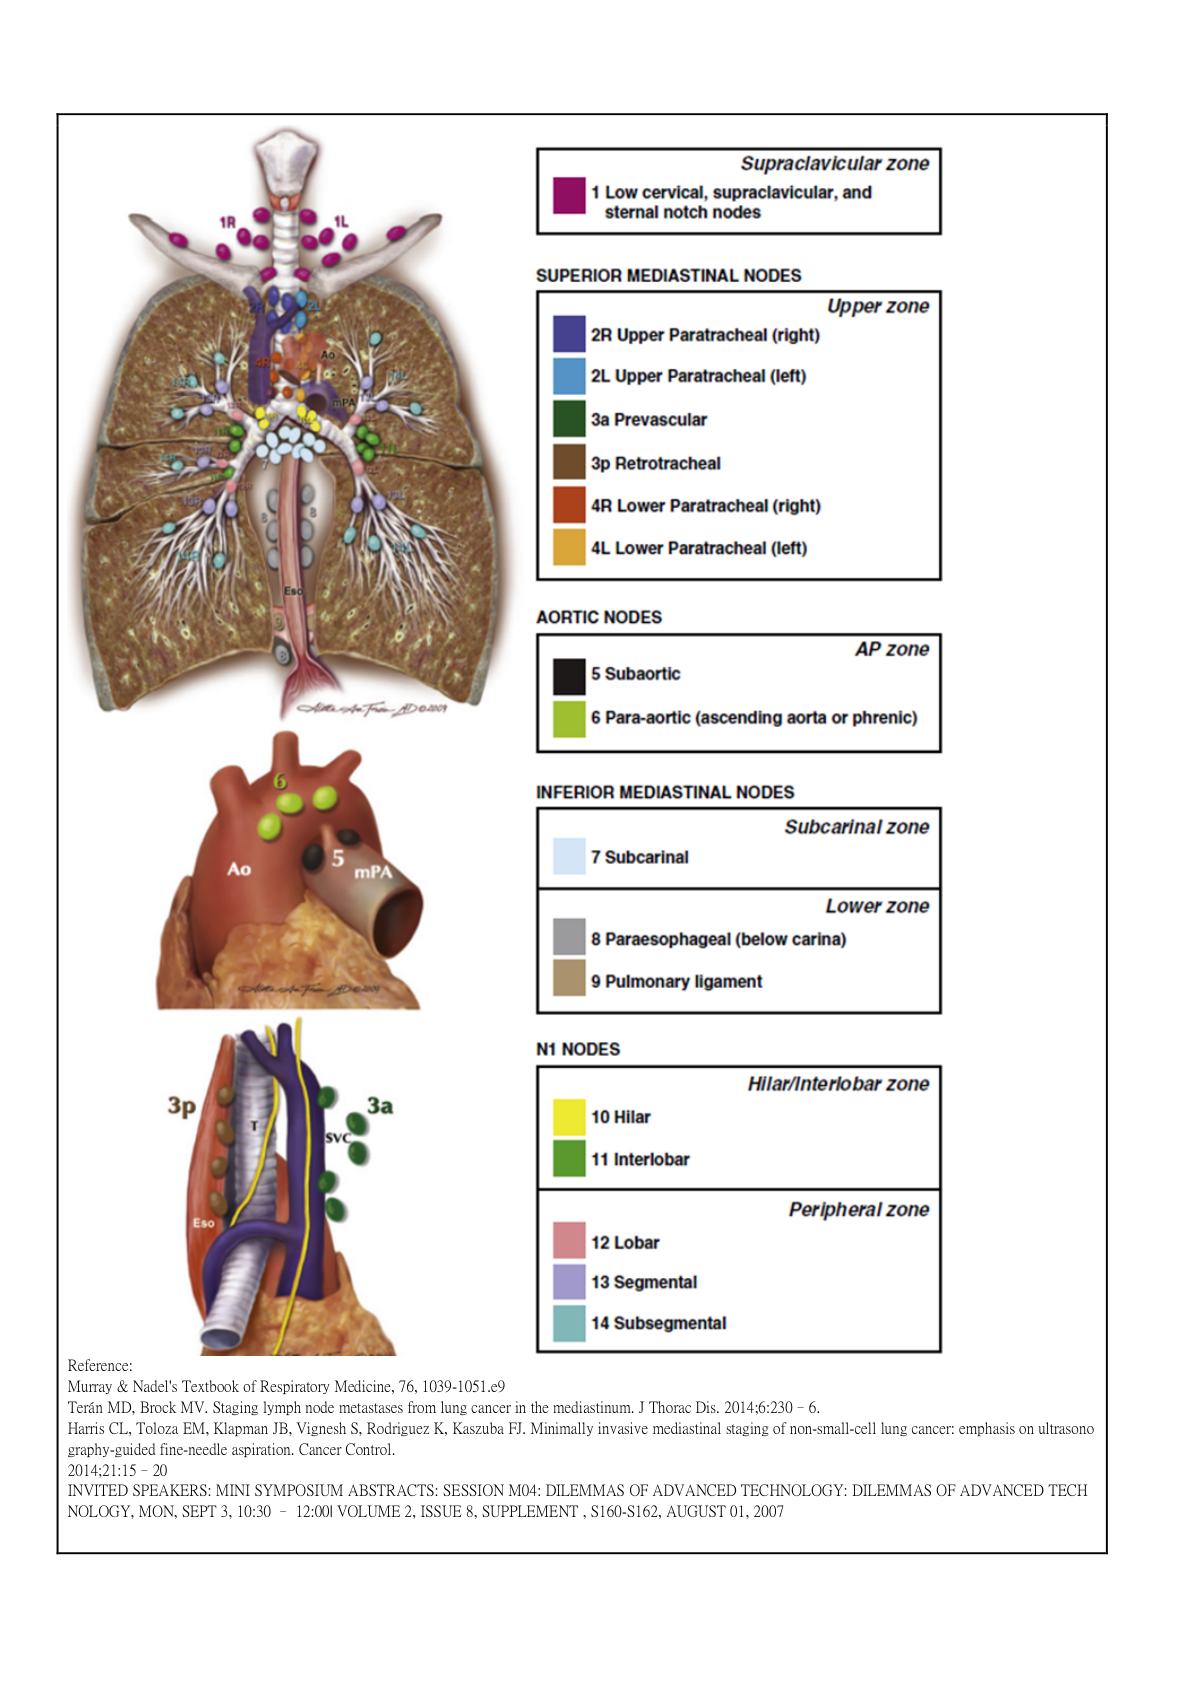 1R
1L
2R
2L
4R
Ao
mPA
7
8
8
Eso
9
8
©2009
6
Ao
5
mPA
3p
3a
T
SVC
Eso
Supraclavicular zone
1 Low cervical, supraclavicular, and
sternal notch nodes
SUPERIOR MEDIASTINAL NODES
Upper zone
2R Upper Paratracheal (right)
2L Upper Paratracheal (left)
3a Prevascular
3p Retrotracheal
4R Lower Paratracheal (right)
4L Lower Paratracheal (left)
AORTIC NODES
AP zone
5 Subaortic
6 Para-aortic (ascending aorta or phrenic)
INFERIOR MEDIASTINAL NODES
Subcarinal zone
7 Subcarinal
Lower zone
8 Paraesophageal (below carina)
9 Pulmonary ligament
N1 NODES
Hilar/Interlobar zone
10 Hilar
11 Interlobar
Peripheral zone
12 Lobar
13 Segmental
14 Subsegmental
Reference:
Murray & Nadel's Textbook of Respiratory Medicine, 76, 1039-1051.e9
Terán MD, Brock MV. Staging lymph node metastases from lung cancer in the mediastinum. J Thorac Dis. 2014;6:230–6.
Harris CL, Toloza EM, Klapman JB, Vignesh S, Rodriguez K, Kaszuba FJ. Minimally invasive mediastinal staging of non-small-cell lung cancer: emphasis on ultrasono
graphy-guided fine-needle aspiration. Cancer Control.
2014;21:15–20
INVITED SPEAKERS: MINI SYMPOSIUM ABSTRACTS: SESSION M04: DILEMMAS OF ADVANCED TECHNOLOGY: DILEMMAS OF ADVANCED TECH
NOLOGY, MON, SEPT 3, 10:30 – 12:00| VOLUME 2, ISSUE 8, SUPPLEMENT , S160-S162, AUGUST 01, 2007